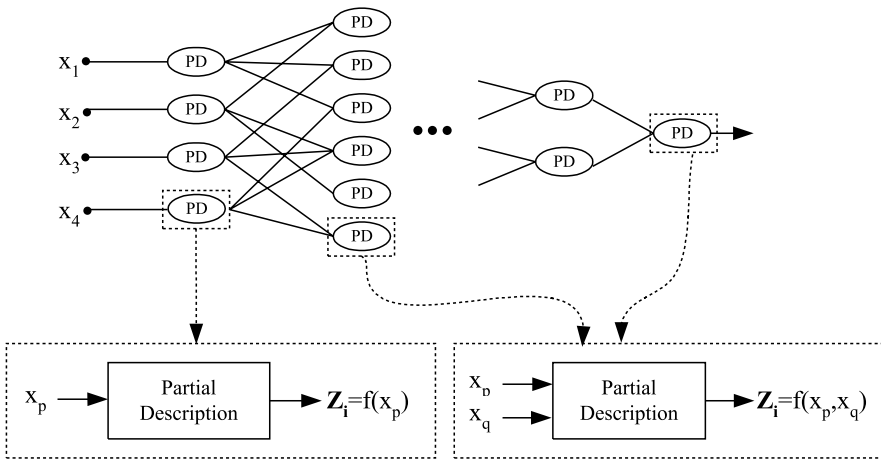 PD
x1 PD
PD
x2 PD
PD
PD
PD
x3 PD
PD
PD
PD
x4 PD
PD
xp
Partial
Description
Zi=f(xp)
xp
xq
Partial
Description
Zi=f(xp,xq)